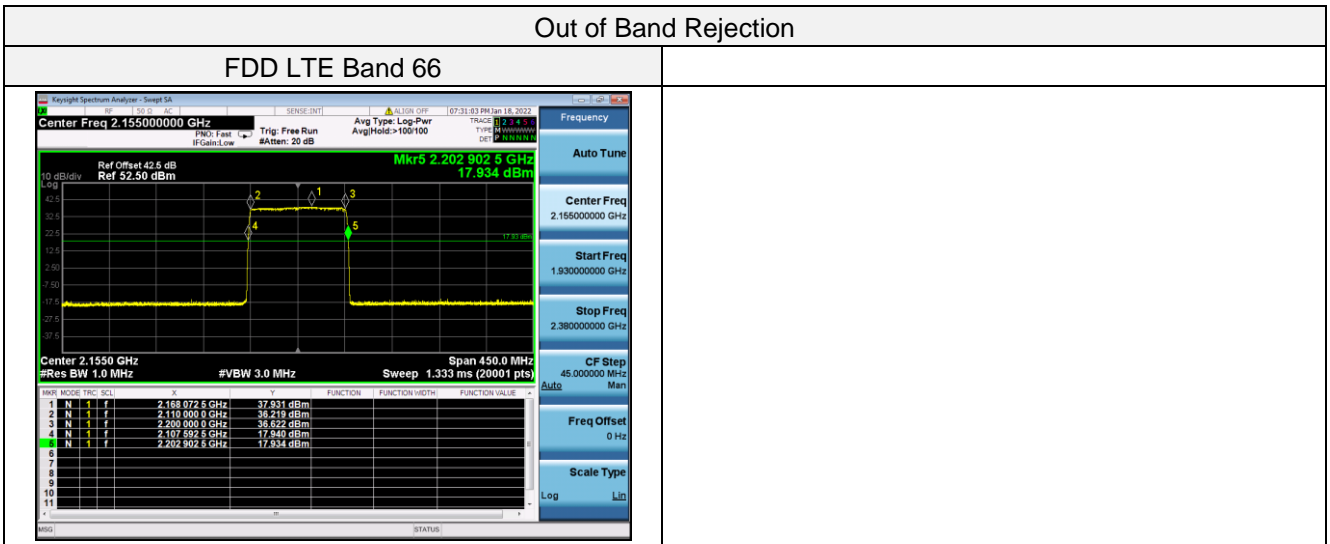 Out of Band Rejection
FDD LTE Band 66
Keysight Spectrum Analyzer - Swept SA
RF 50 Ω AC SENSE:INT ALIGN OFF 07:31:03 PM Jan 18, 2022
Center Freq 2.155000000 GHz
PNO: Fast
IFGain:Low
Trig: Free Run
#Atten: 20 dB
Avg Type: Log-Pwr
Avg|Hold:>100/100
TRACE 1 2 3 4 5 6
TYPE M W W W W W
DET P N N N N N
Ref Offset 42.5 dB
10 dB/div Ref 52.50 dBm
Log
Mkr5 2.202 902 5 GHz
17.934 dBm
42.5
32.5
22.5
12.5
2.50
-7.50
-17.5
-27.5
-37.5
2
1
3
4
5
17.93 dBm
Center 2.1550 GHz Span 450.0 MHz
#Res BW 1.0 MHz #VBW 3.0 MHz Sweep 1.333 ms (20001 pts)
MKR MODE TRC SCL X Y FUNCTION FUNCTION WIDTH FUNCTION VALUE
1 N 1 f 2.168 072 5 GHz 37.931 dBm
2 N 1 f 2.110 000 0 GHz 36.219 dBm
3 N 1 f 2.200 000 0 GHz 36.622 dBm
4 N 1 f 2.107 592 5 GHz 17.940 dBm
5 N 1 f 2.202 902 5 GHz 17.934 dBm
6
7
8
9
10
11
MSG STATUS
Frequency
Auto Tune
Center Freq
2.155000000 GHz
Start Freq
1.930000000 GHz
Stop Freq
2.380000000 GHz
CF Step
45.000000 MHz
Auto Man
Freq Offset
0 Hz
Scale Type
Log Lin